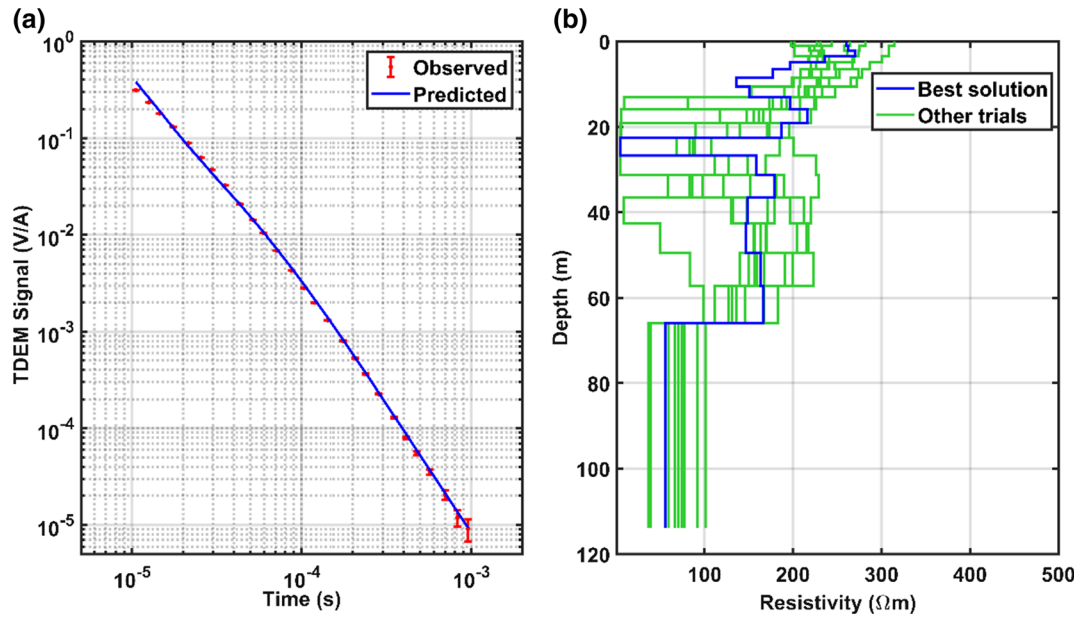 (a)
10^0
10^-1
10^-2
10^-3
10^-4
10^-5
TDEM Signal (V/A)
Observed
Predicted
10^-5
10^-4
10^-3
Time (s)
(b)
0
20
40
60
80
100
120
Depth (m)
Best solution
Other trials
100
200
300
400
500
Resistivity (Ωm)